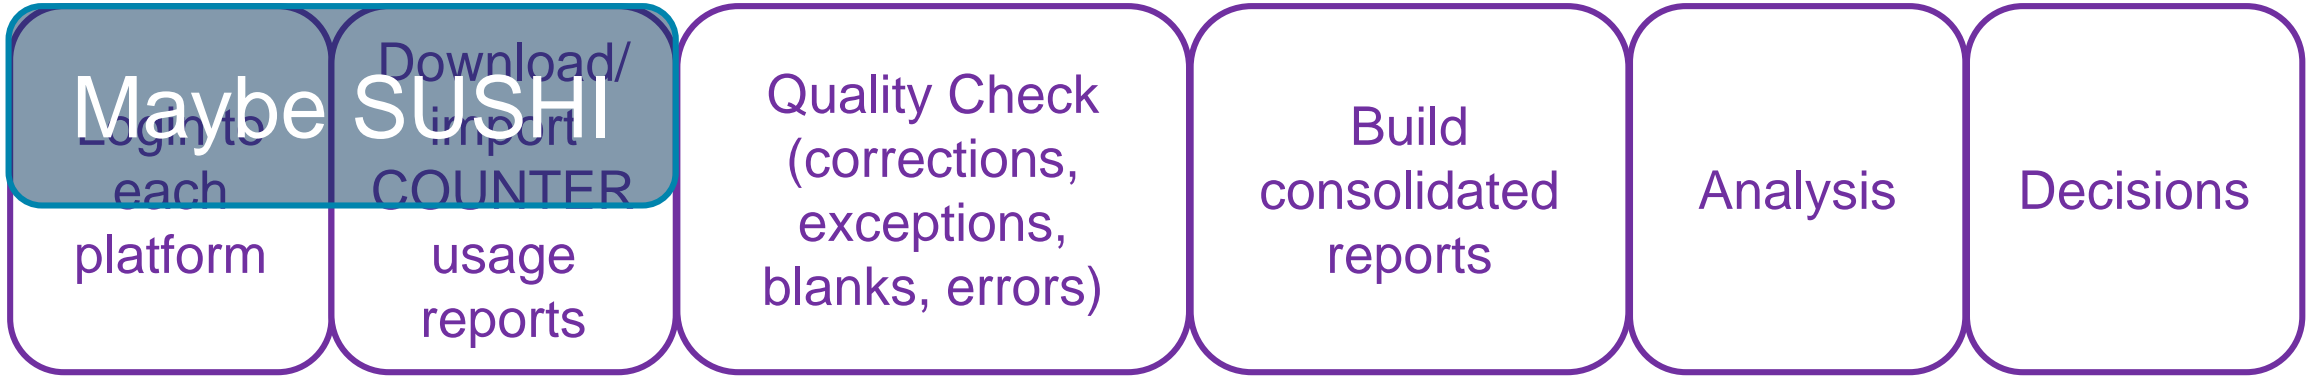 Maybe SUSHI
Login to
each
platform
Download/
import
COUNTER
usage
reports
Quality Check
(corrections,
exceptions,
blanks, errors)
Build
consolidated
reports
Analysis
Decisions